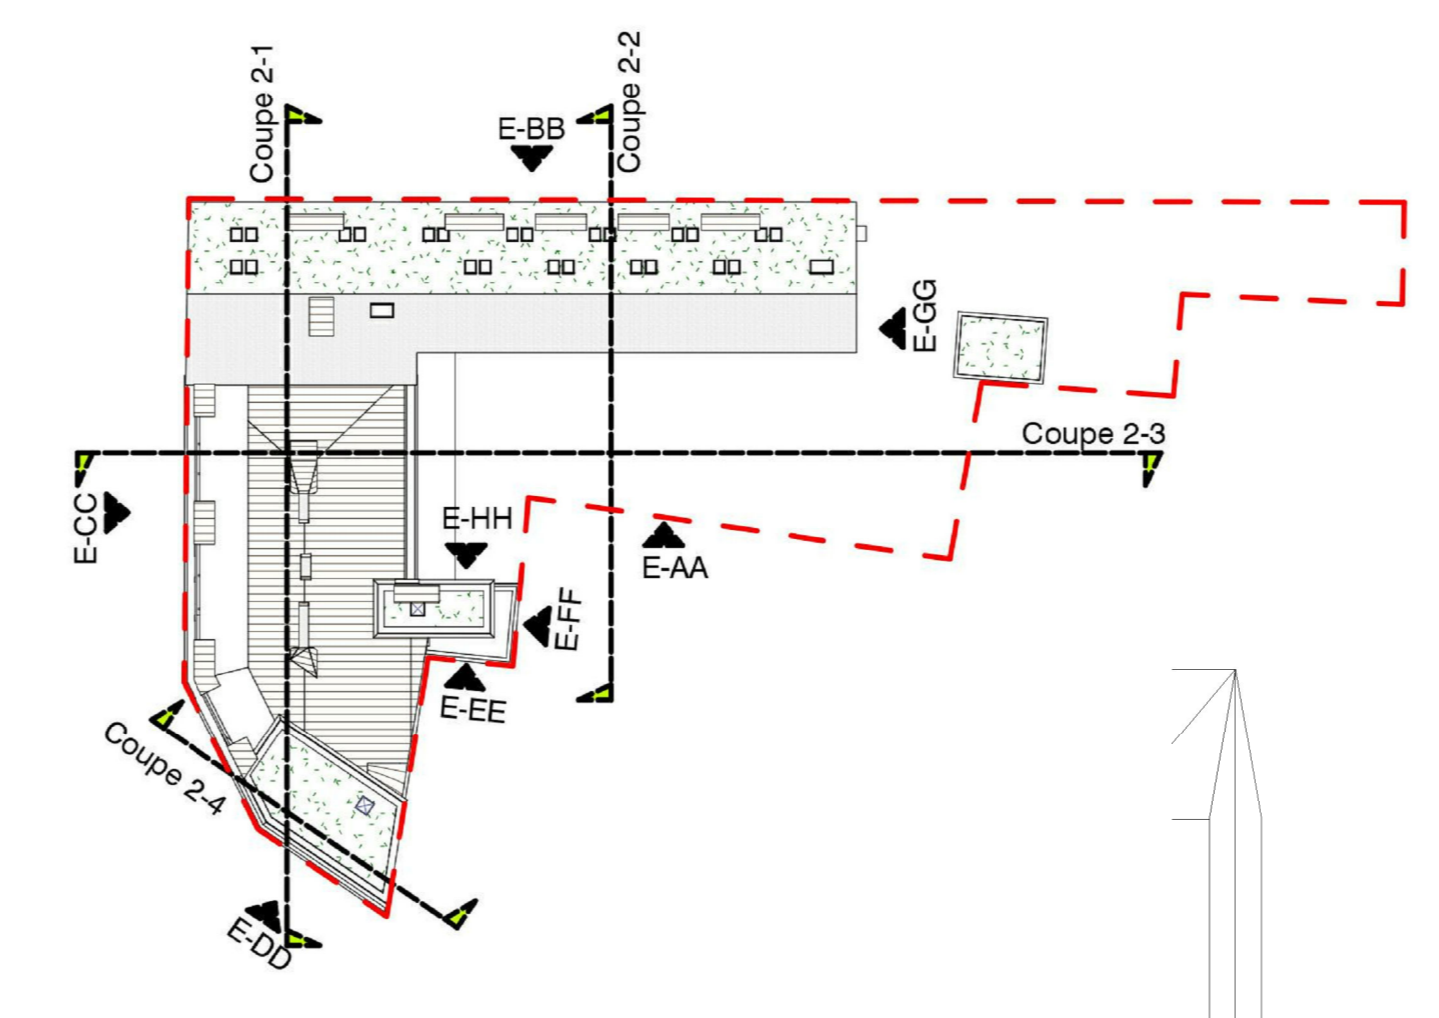 Coupe 2-1
Coupe 2-2
E-BB
E-GG
Coupe 2-3
E-CC
E-HH
E-AA
E-FF
E-EE
Coupe 2-4
E-DD